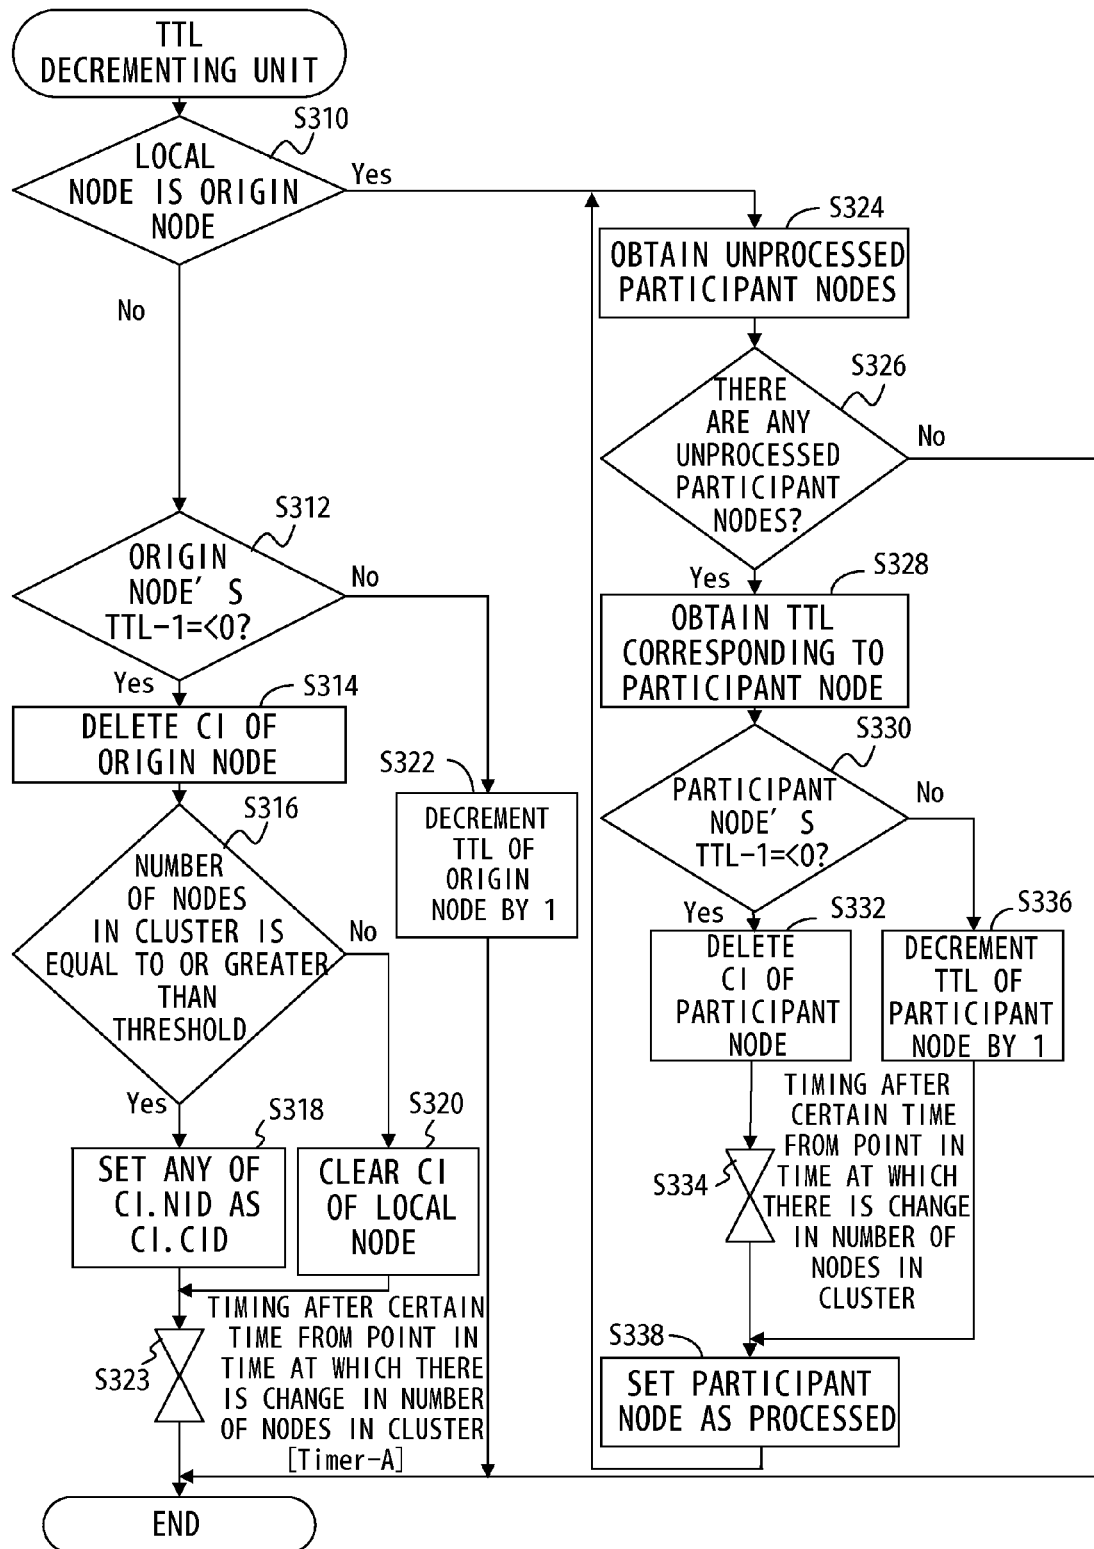 TTL
DECREMENTING UNIT
S310
LOCAL
NODE IS ORIGIN
NODE
Yes
No
S312
ORIGIN
NODE' S
TTL-1=<0?
No
Yes
S314
DELETE CI OF
ORIGIN NODE
S316
NUMBER
OF NODES
IN CLUSTER IS
EQUAL TO OR GREATER
THAN
THRESHOLD
No
Yes
S318
SET ANY OF
CI.NID AS
CI.CID
S320
CLEAR CI
OF LOCAL
NODE
S322
DECREMENT
TTL OF
ORIGIN
NODE BY 1
S323
TIMING AFTER CERTAIN
TIME FROM POINT IN
TIME AT WHICH THERE
IS CHANGE IN NUMBER
OF NODES IN CLUSTER
[Timer-A]
END
S324
OBTAIN UNPROCESSED
PARTICIPANT NODES
S326
THERE
ARE ANY
UNPROCESSED
PARTICIPANT
NODES?
No
Yes
S328
OBTAIN TTL
CORRESPONDING TO
PARTICIPANT NODE
S330
PARTICIPANT
NODE' S
TTL-1=<0?
No
Yes
S332
DELETE
CI OF
PARTICIPANT
NODE
S336
DECREMENT
TTL OF
PARTICIPANT
NODE BY 1
S334
TIMING AFTER
CERTAIN TIME
FROM POINT IN
TIME AT WHICH
THERE IS CHANGE
IN NUMBER OF
NODES IN
CLUSTER
S338
SET PARTICIPANT
NODE AS PROCESSED